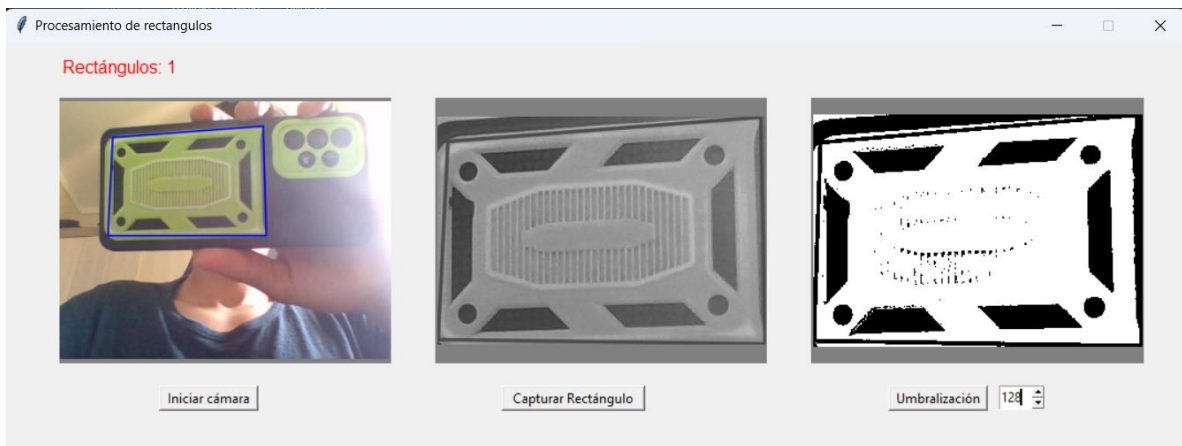 Procesamiento de rectangulos
Rectángulos: 1
Iniciar cámara
Capturar Rectángulo
Umbralización
128